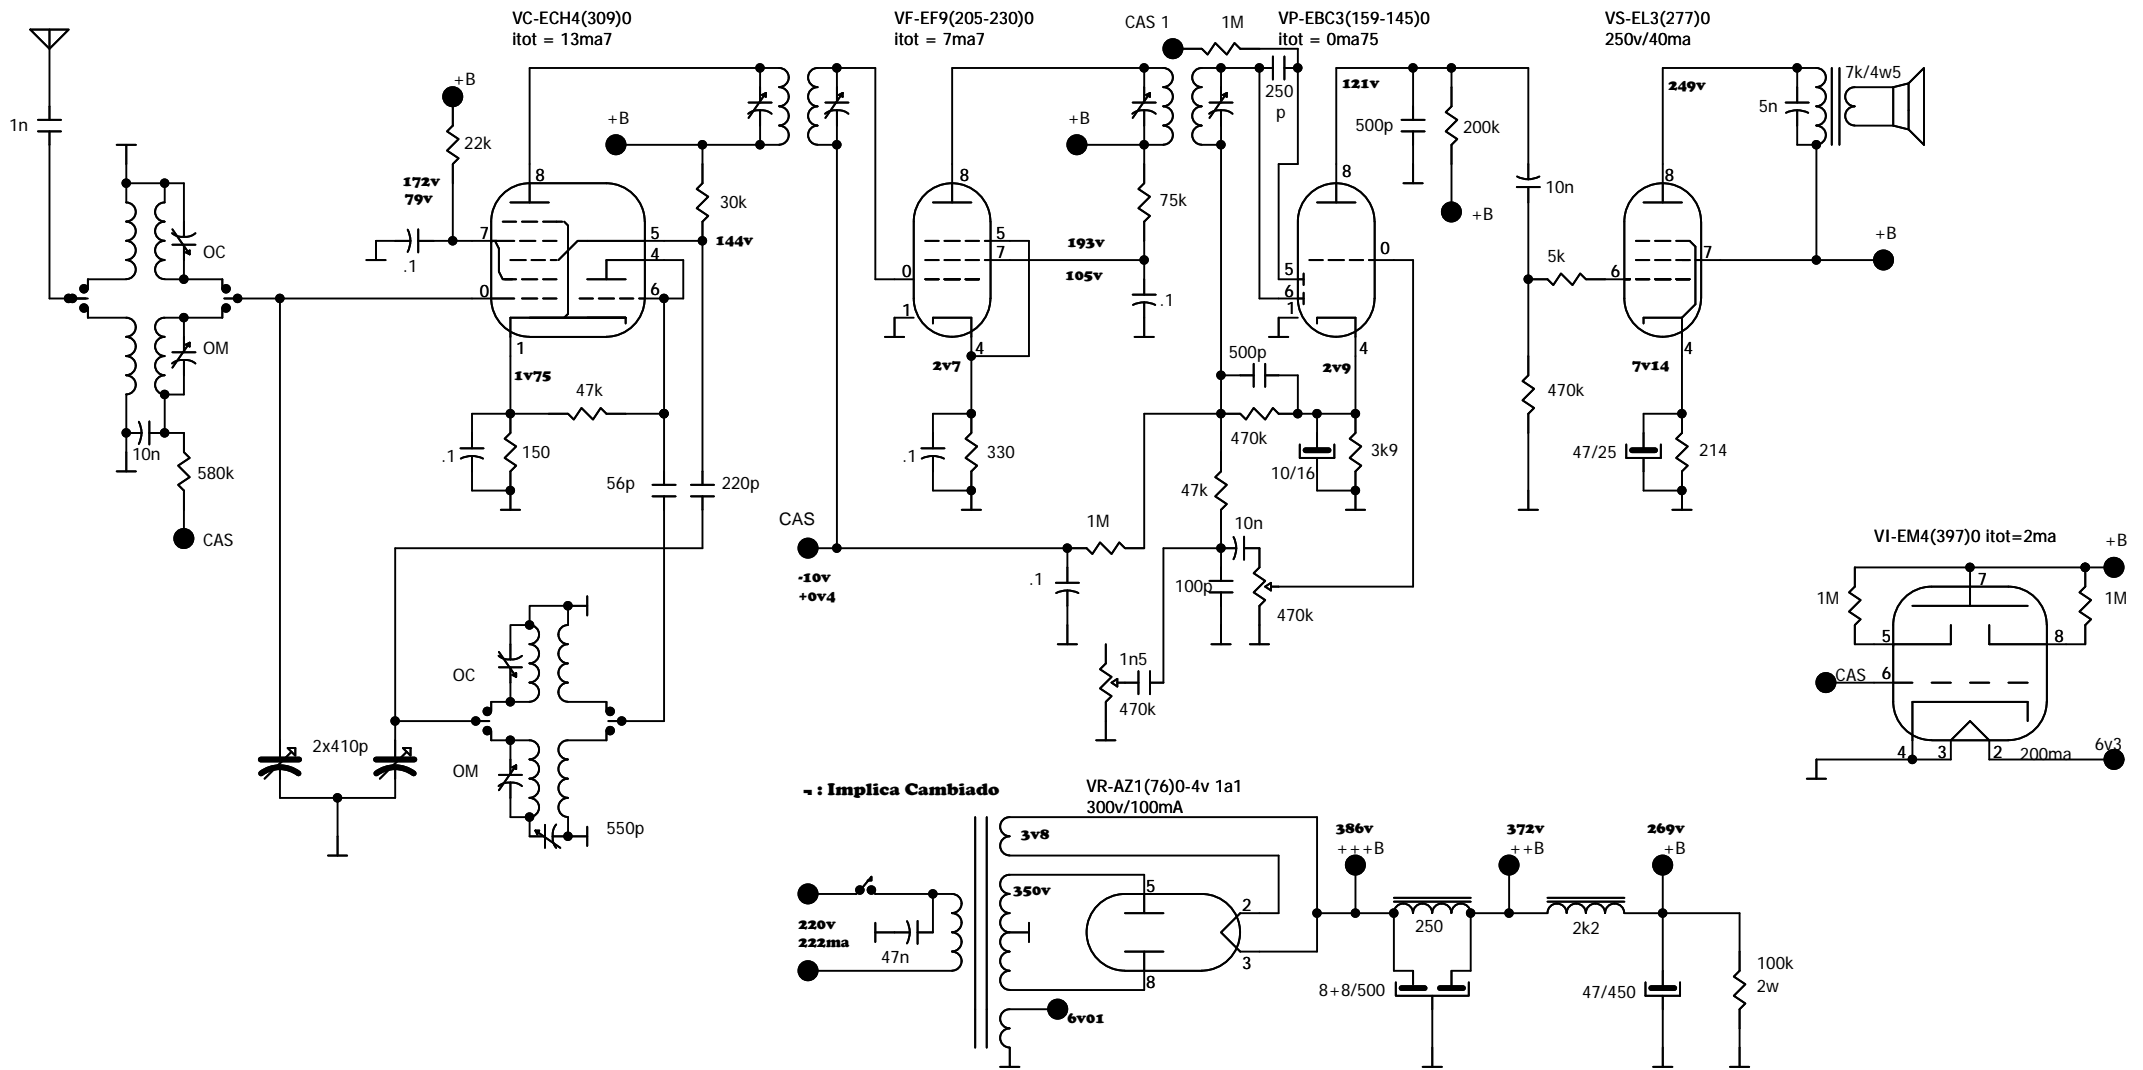 VC-ECH4(309)0
itot = 13ma7
VF-EF9(205-230)0
itot = 7ma7
CAS 1
1M
VP-EBC3(159-145)0
itot = 0ma75
VS-EL3(277)0
250v/40ma
1n
+B
22k
172v
79v
.1
7
0
8
5
4
6
1
+B
30k
144v
1v75
47k
.1
150
56p
220p
OC
OM
10n
580k
CAS
8
0
1
5
7
4
2v7
.1
330
+B
75k
193v
105v
.1
250
p
121v
8
5
6
1
0
4
2v9
500p
200k
+B
500p
470k
10/16
3k9
47k
10n
100p
470k
1n5
470k
1M
.1
CAS
-10v
+0v4
10n
5k
470k
249v
8
6
7
4
7v14
47/25
214
5n
7k/4w5
+B
2x410p
OC
OM
550p
VI-EM4(397)0 itot=2ma
+B
1M
7
1M
5
8
CAS
6
4
3
2
200ma
6v3
¬ : Implica Cambiado
VR-AZ1(76)0-4v 1a1
300v/100mA
3v8
350v
5
2
3
8
6v01
220v
222ma
47n
386v
+++B
372v
++B
269v
+B
250
2k2
8+8/500
47/450
100k
2w